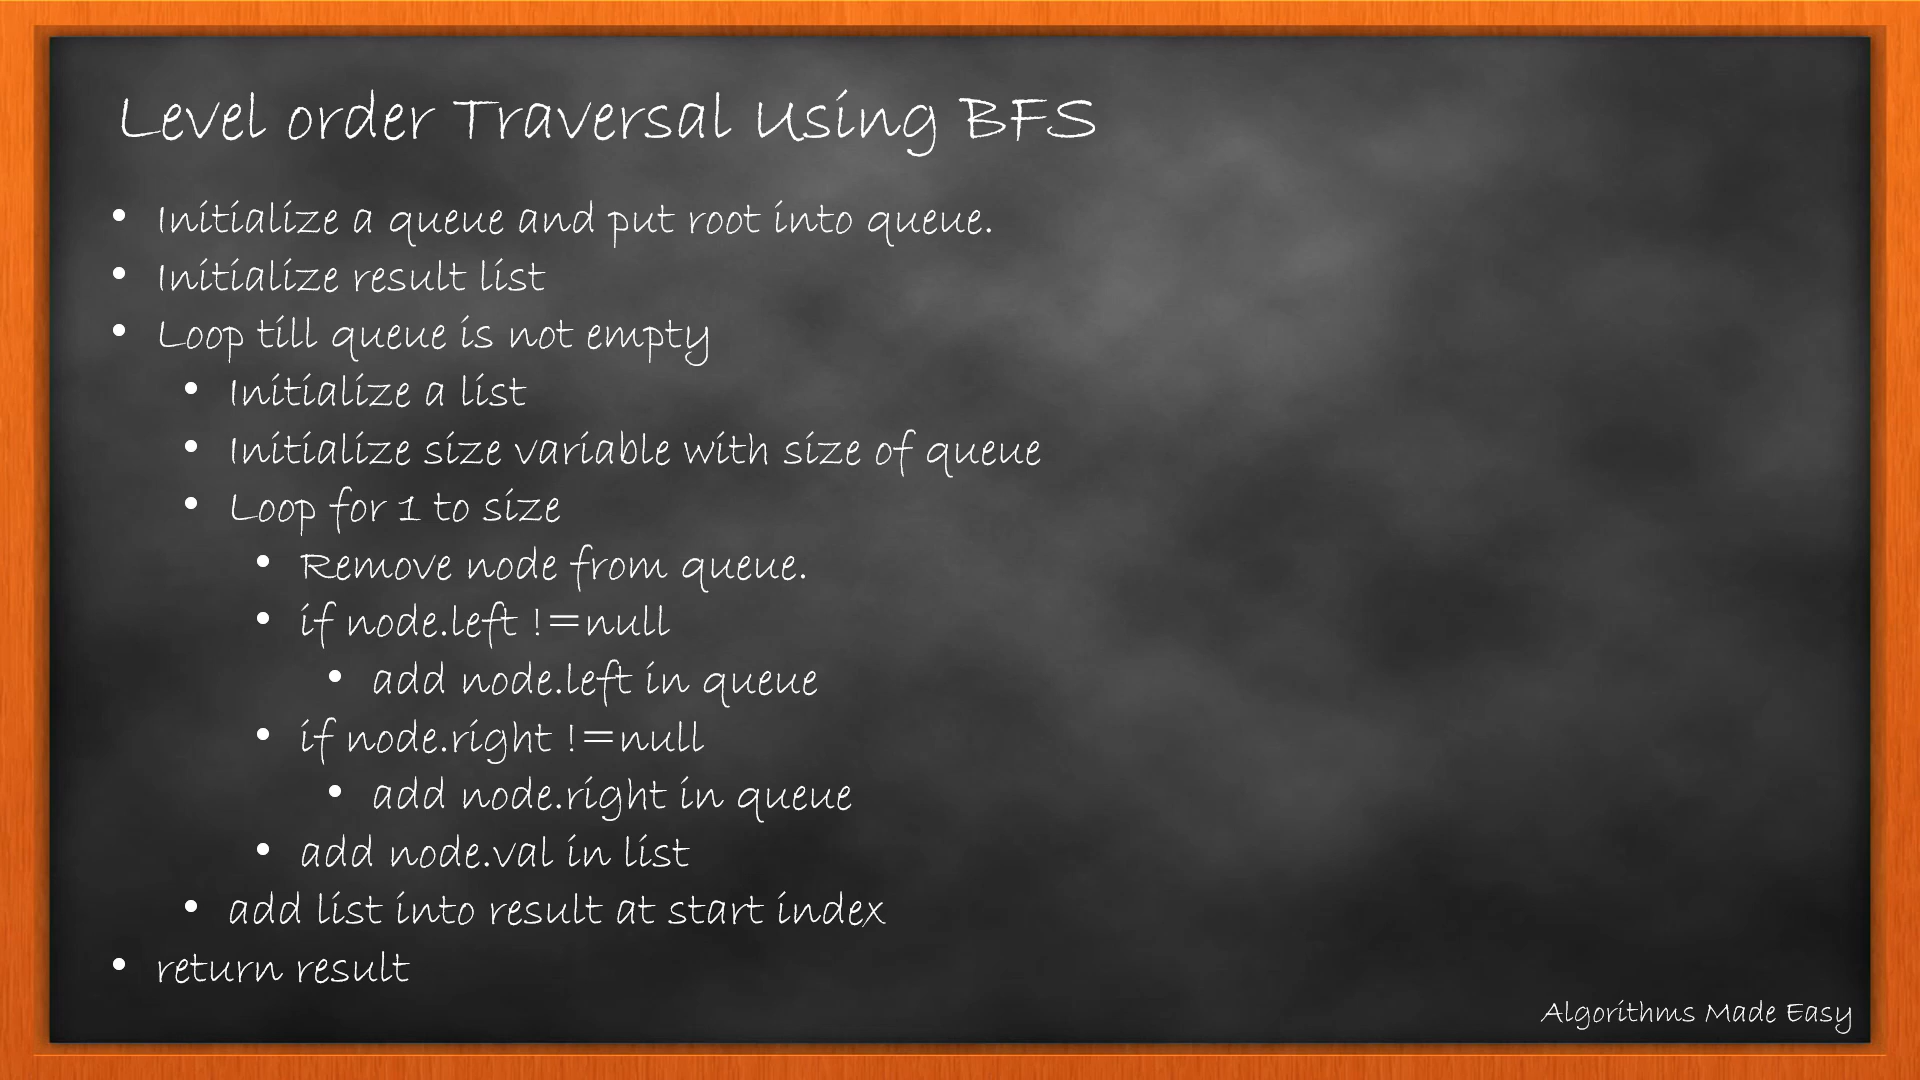 Level order Traversal Using BFS
• Initialize a queue and put root into queue.
• Initialize result list
• Loop till queue is not empty
• Initialize a list
• Initialize size variable with size of queue
• Loop for 1 to size
• Remove node from queue.
• if node.left !=null
• add node.left in queue
• if node.right !=null
• add node.right in queue
• add node.val in list
• add list into result at start index
• return result
Algorithms Made Easy